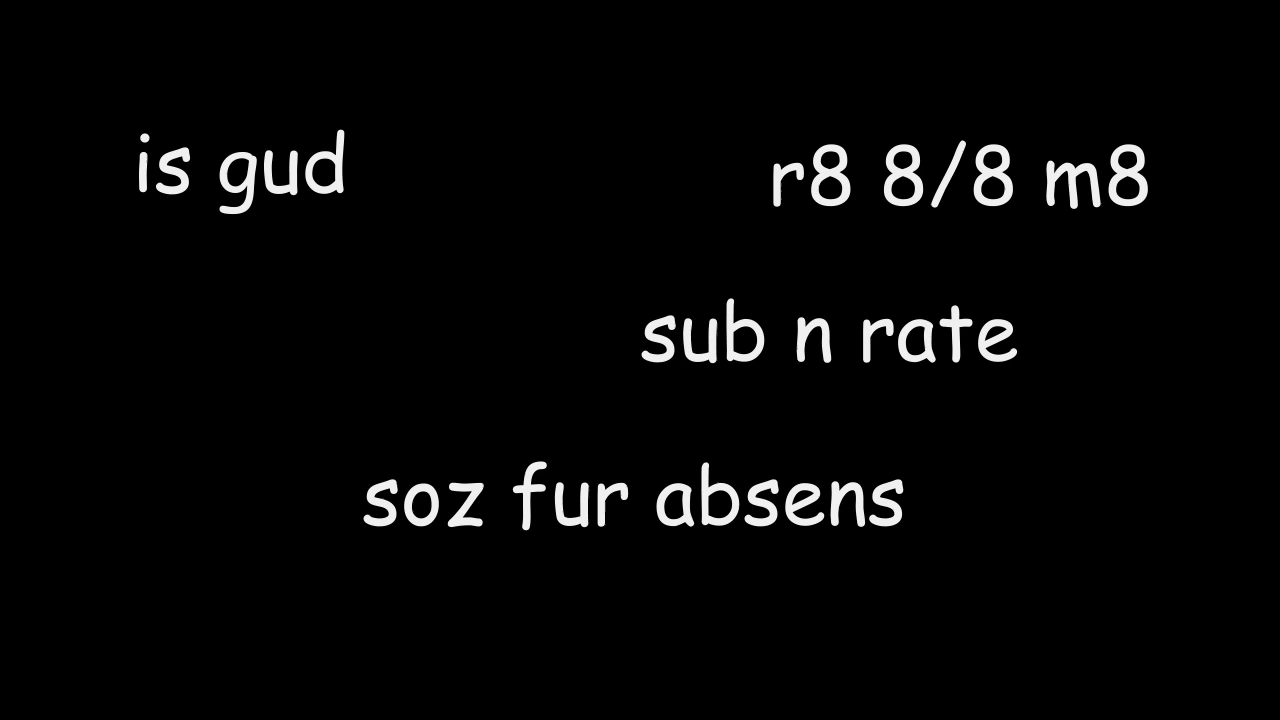 is gud
r8 8/8 m8
sub n rate
soz fur absens